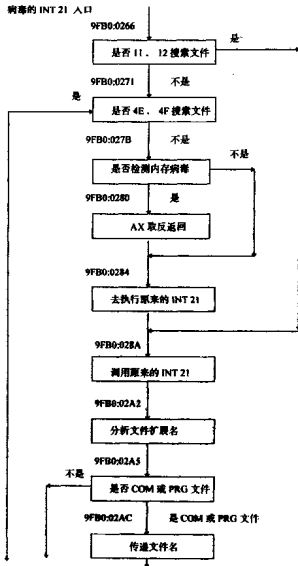 病毒的 INT 21 入口
9FB0:0266
是否 11 、 12 搜索文件
是
9FB0:0271
不是
是
是否 4E 、 4F 搜索文件
9FB0:027B
不是
是否检测内存病毒
不是
9FB0:0280
是
AX 取反返回
9FB0:0284
去执行原来的 INT 21
9FB0:028A
调用原来的 INT 21
9FB0:02A2
分析文件扩展名
9FB0:02A5
不是
是否 COM 或 PRG 文件
9FB0:02AC
是 COM 或 PRG 文件
传递文件名